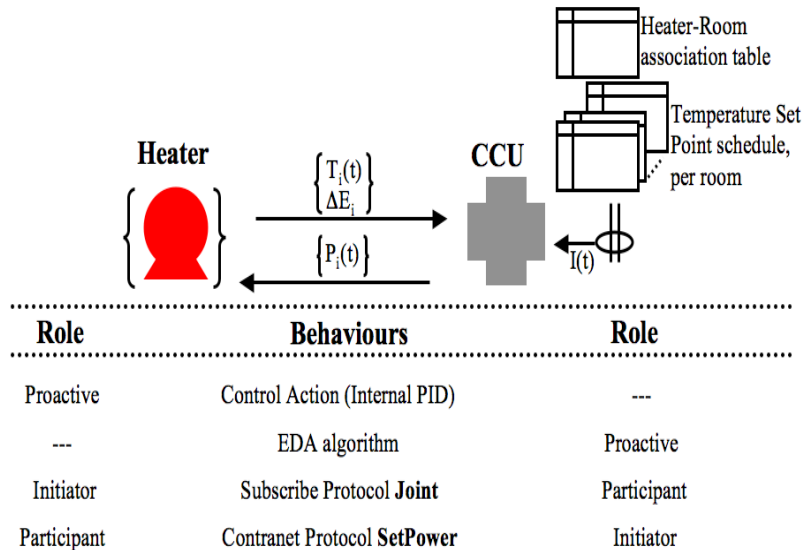 Heater-Room
association table
Temperature Set
Point schedule,
per room
Heater
CCU
{ T_i(t)
ΔE_i }
{ P_i(t) }
I(t)
Role Behaviours Role
Proactive Control Action (Internal PID) ---
--- EDA algorithm Proactive
Initiator Subscribe Protocol Joint Participant
Participant Contranet Protocol SetPower Initiator